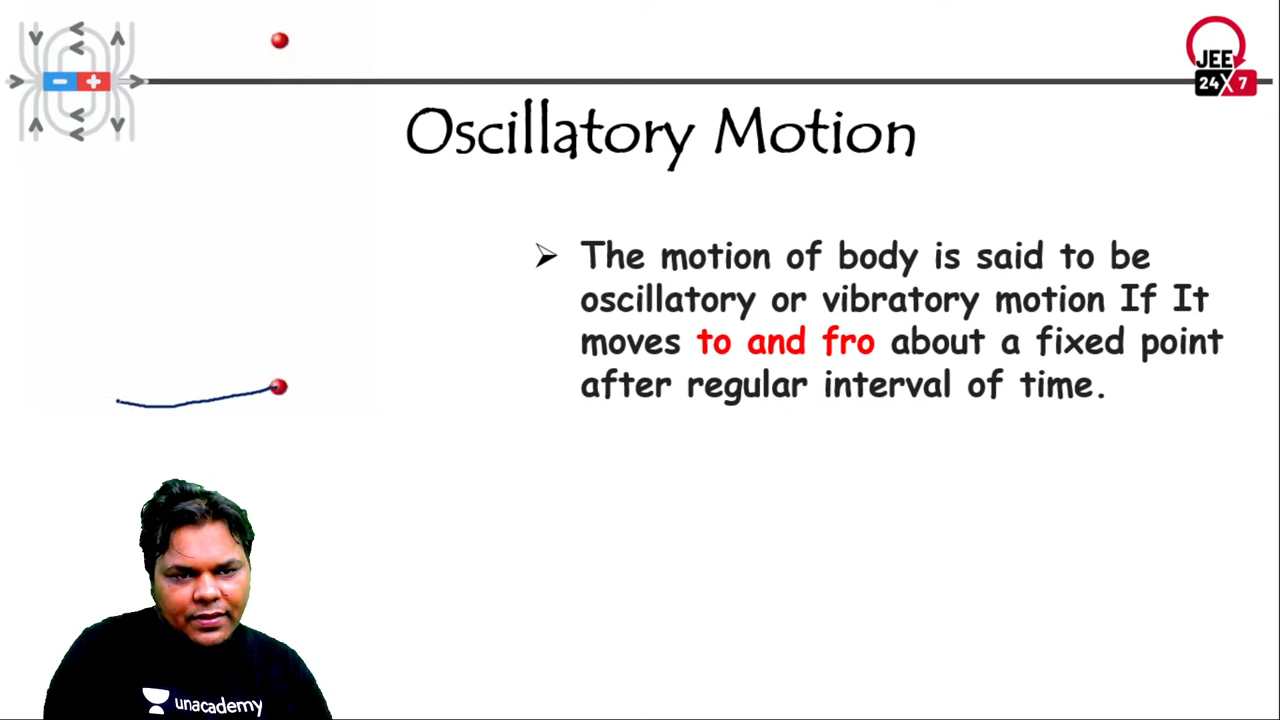 − +
JEE
24X7
Oscillatory Motion
➢ The motion of body is said to be
oscillatory or vibratory motion If It
moves to and fro about a fixed point
after regular interval of time.
unacademy